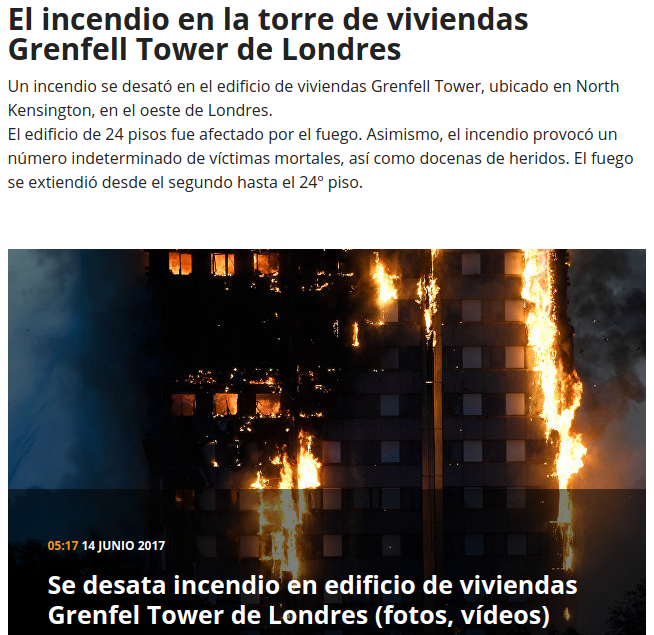 El incendio en la torre de viviendas
Grenfell Tower de Londres
Un incendio se desató en el edificio de viviendas Grenfell Tower, ubicado en North
Kensington, en el oeste de Londres.
El edificio de 24 pisos fue afectado por el fuego. Asimismo, el incendio provocó un
número indeterminado de víctimas mortales, así como docenas de heridos. El fuego
se extiendió desde el segundo hasta el 24° piso.
05:17 14 JUNIO 2017
Se desata incendio en edificio de viviendas
Grenfel Tower de Londres (fotos, vídeos)